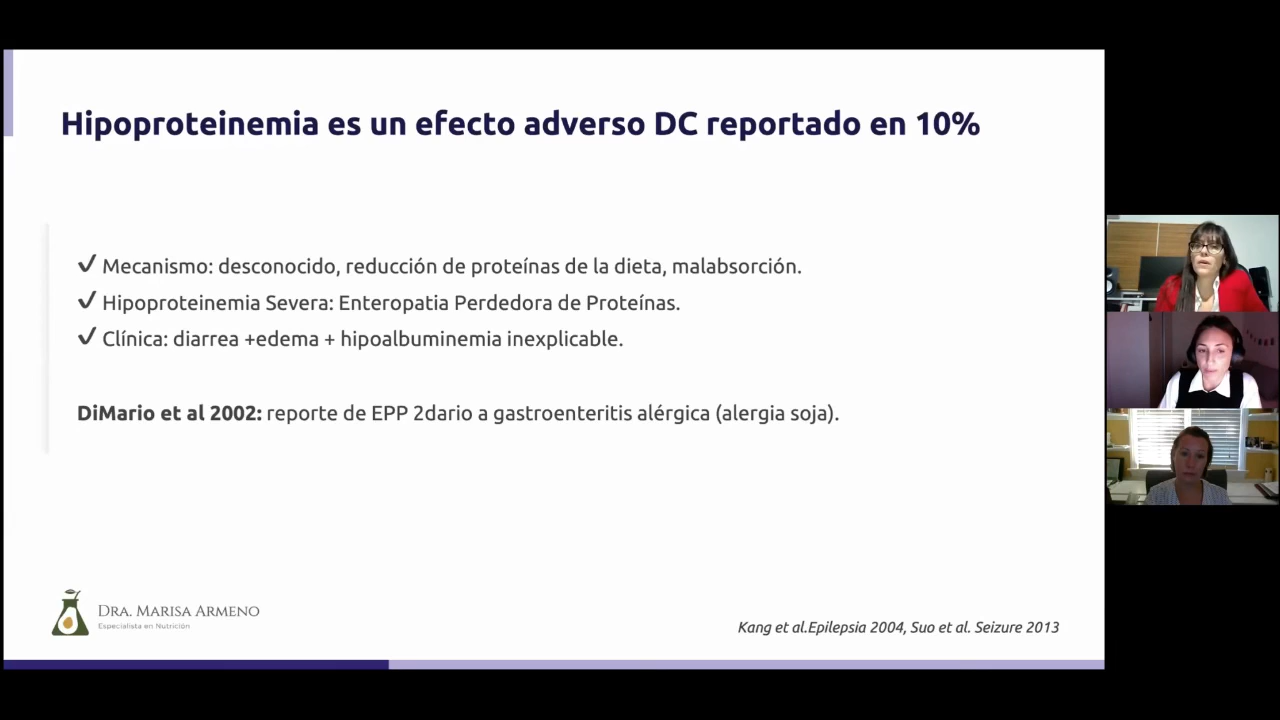 Hipoproteinemia es un efecto adverso DC reportado en 10%
✓ Mecanismo: desconocido, reducción de proteínas de la dieta, malabsorción.
✓ Hipoproteinemia Severa: Enteropatia Perdedora de Proteínas.
✓ Clínica: diarrea +edema + hipoalbuminemia inexplicable.
DiMario et al 2002: reporte de EPP 2dario a gastroenteritis alérgica (alergia soja).
DRA. MARISA ARMENO
Especialista en Nutrición
Kang et al.Epilepsia 2004, Suo et al. Seizure 2013